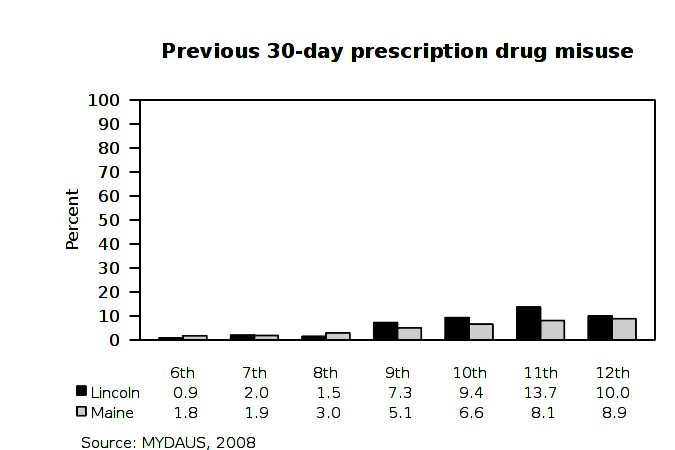 Previous 30-day prescription drug misuse
100
90
80
70
60
50
40
30
20
10
0
Percent
6th 7th 8th 9th 10th 11th 12th
Lincoln 0.9 2.0 1.5 7.3 9.4 13.7 10.0
Maine 1.8 1.9 3.0 5.1 6.6 8.1 8.9
Source: MYDAUS, 2008